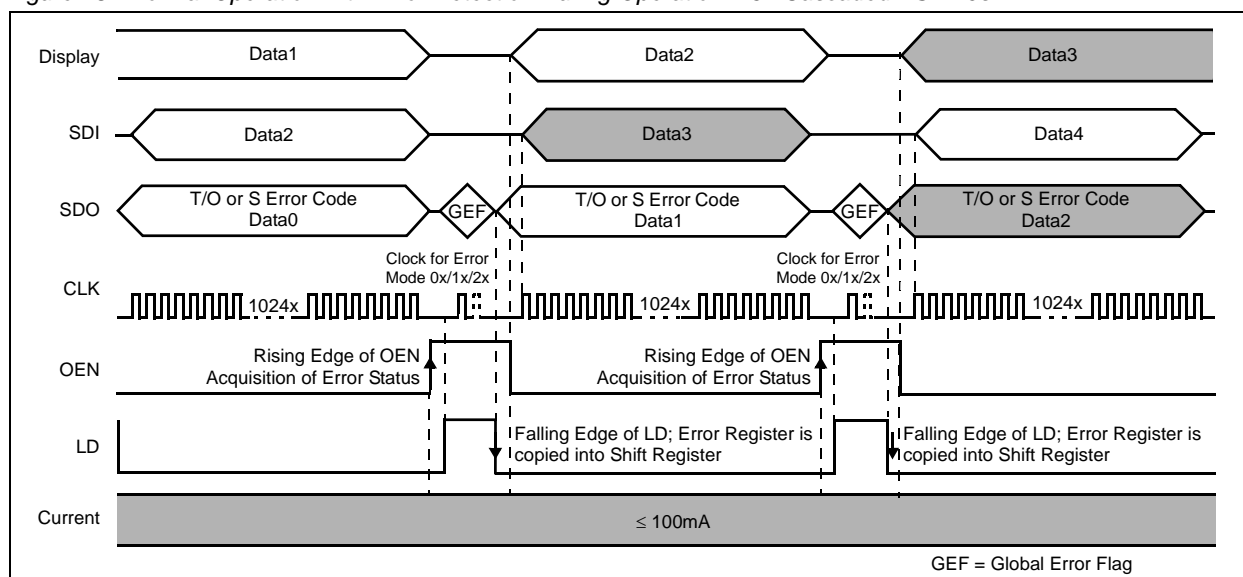 Display
Data1
Data2
Data3
SDI
Data2
Data3
Data4
SDO
T/O or S Error Code
Data0
GEF
T/O or S Error Code
Data1
GEF
T/O or S Error Code
Data2
Clock for Error
Mode 0x/1x/2x
Clock for Error
Mode 0x/1x/2x
CLK
1024x
1024x
1024x
OEN
Rising Edge of OEN
Acquisition of Error Status
Rising Edge of OEN
Acquisition of Error Status
LD
Falling Edge of LD; Error Register is
copied into Shift Register
Falling Edge of LD; Error Register is
copied into Shift Register
Current
≤ 100mA
GEF = Global Error Flag